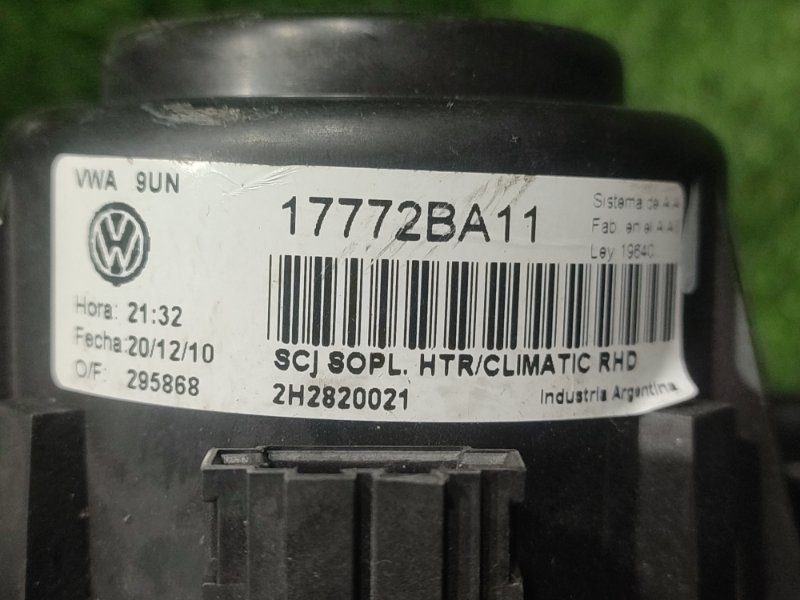 VWA 9UN
17772BA11
Sistema de A.A
Fab. en el A.A.E
Ley 19640
Hora: 21:32
Fecha: 20/12/10
O/F: 295868
SCJ SOPL. HTR/CLIMATIC RHD
2H2820021
Industria Argentina